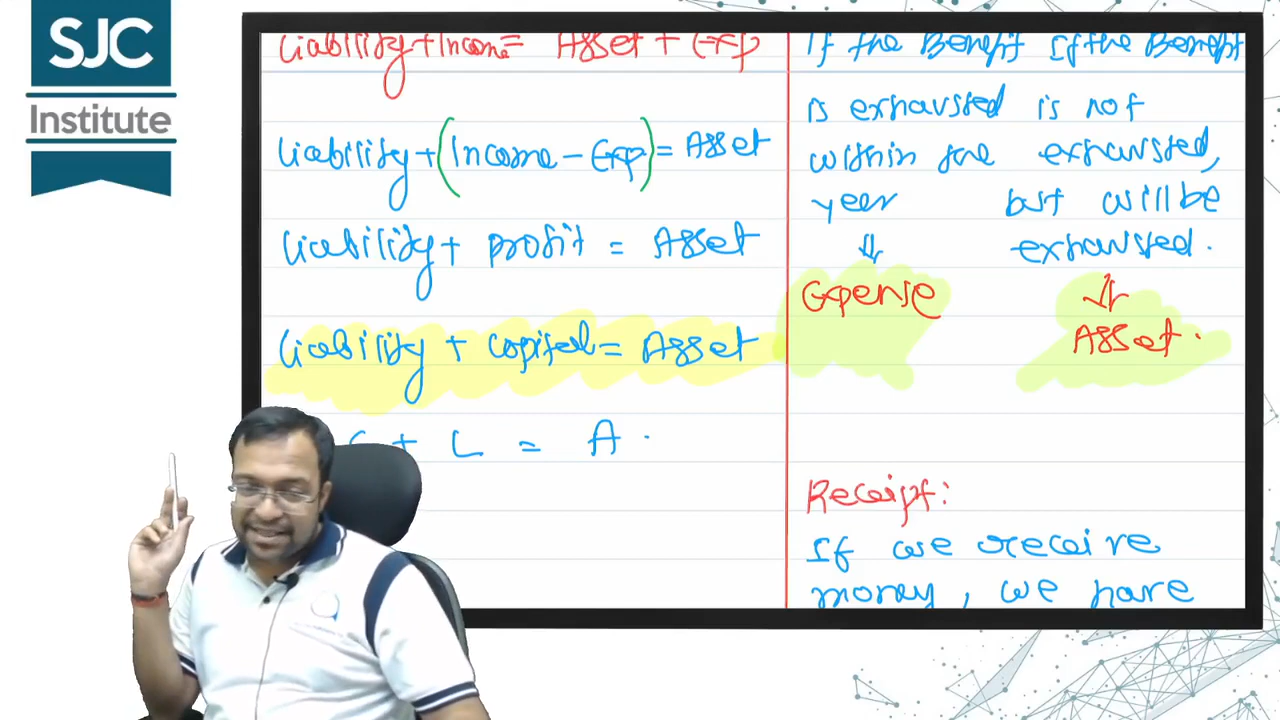 SJC
Institute
Liability + Income = Asset + Exp
Liability + (Income - Exp) = Asset
Liability + profit = Asset
Liability + capital = Asset
C + L = A.
If the Benefit
is exhausted
within the
year
⇓
Expense
If the Benefit
is not
exhausted,
but will be
exhausted.
⇓
Asset.
Receipt:
If we receive
money, we have